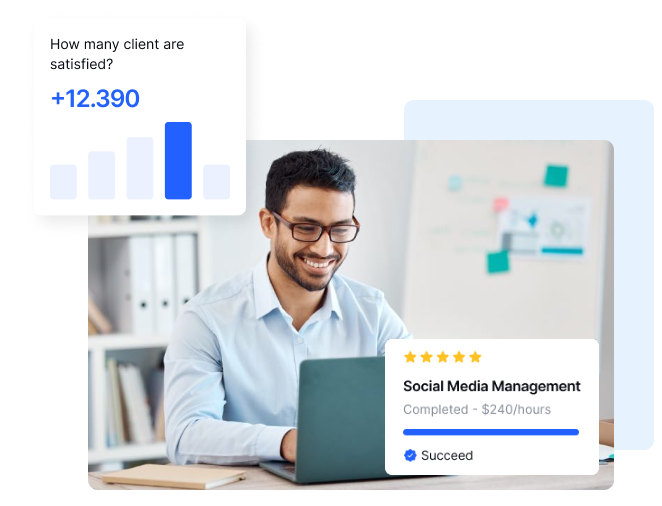 How many client are
satisfied?
+12.390
Social Media Management
Completed - $240/hours
Succeed